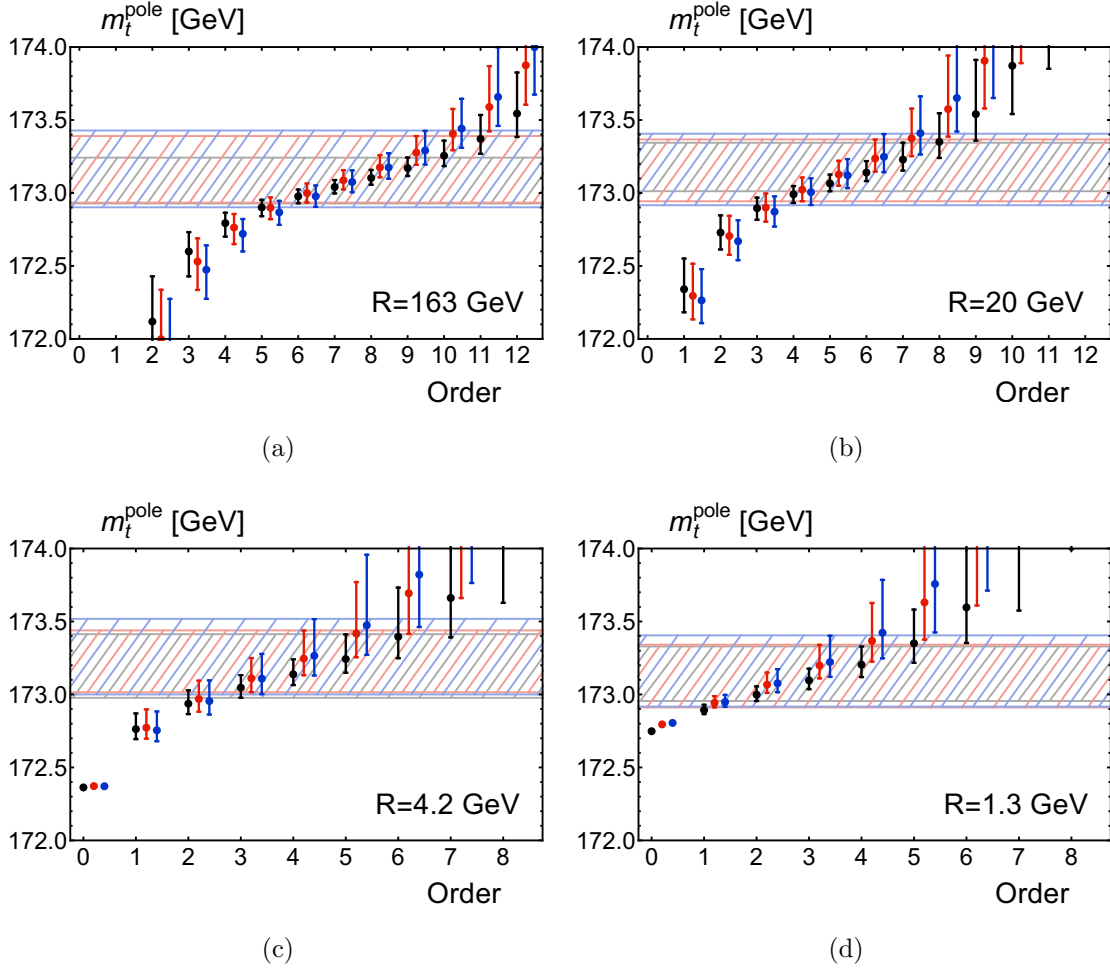 m_t^pole [GeV]
174.0
173.5
173.0
172.5
172.0
R=163 GeV
0 1 2 3 4 5 6 7 8 9 10 11 12
Order
(a)
m_t^pole [GeV]
174.0
173.5
173.0
172.5
172.0
R=20 GeV
0 1 2 3 4 5 6 7 8 9 10 11 12
Order
(b)
m_t^pole [GeV]
174.0
173.5
173.0
172.5
172.0
R=4.2 GeV
0 1 2 3 4 5 6 7 8
Order
(c)
m_t^pole [GeV]
174.0
173.5
173.0
172.5
172.0
R=1.3 GeV
0 1 2 3 4 5 6 7 8
Order
(d)